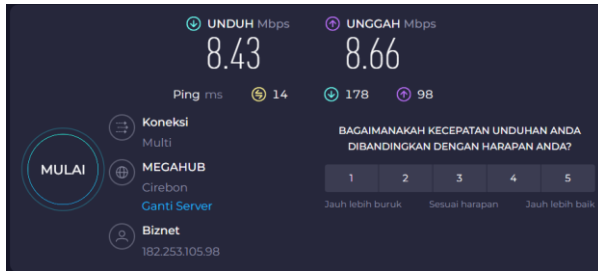 UNDUH Mbps
8.43
UNGGAH Mbps
8.66
Ping ms 14 178 98
MULAI
Koneksi
Multi
MEGAHUB
Cirebon
Ganti Server
Biznet
182.253.105.98
BAGAIMANAKAH KECEPATAN UNDUHAN ANDA
DIBANDINGKAN DENGAN HARAPAN ANDA?
1 2 3 4 5
Jauh lebih buruk Sesuai harapan Jauh lebih baik